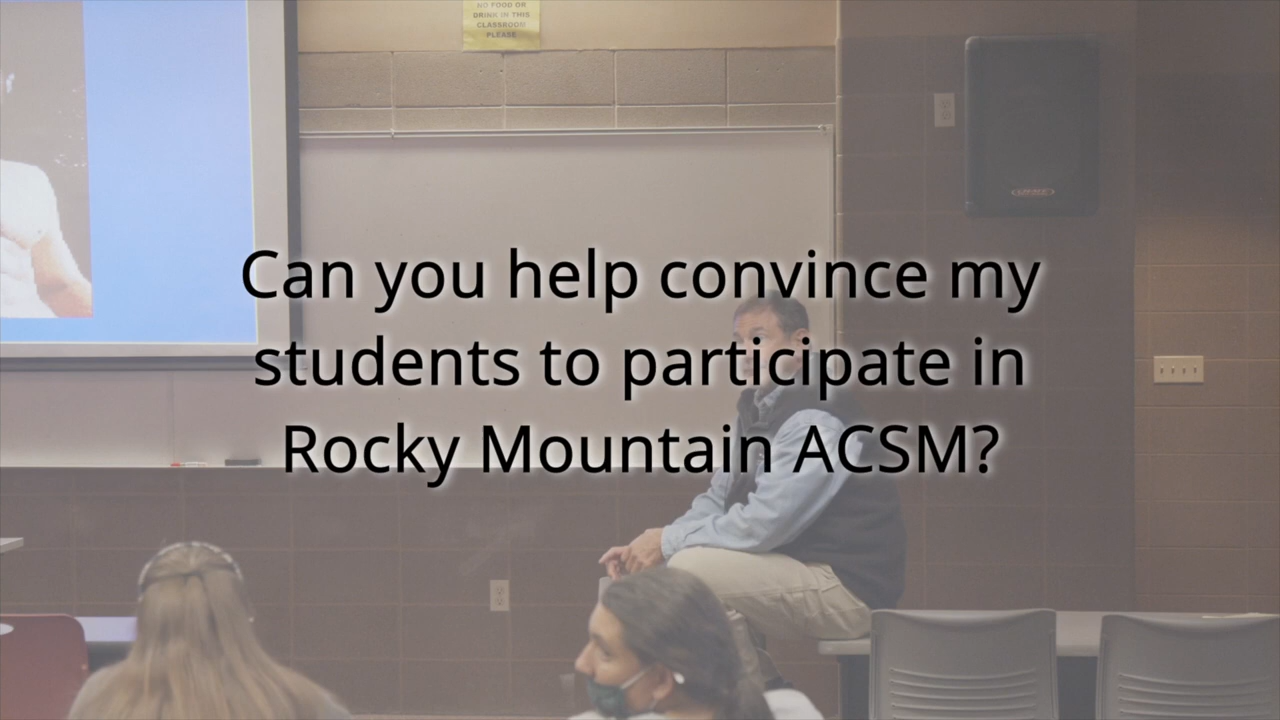 NO FOOD OR
DRINK IN THIS
CLASSROOM
PLEASE
Can you help convince my
students to participate in
Rocky Mountain ACSM?